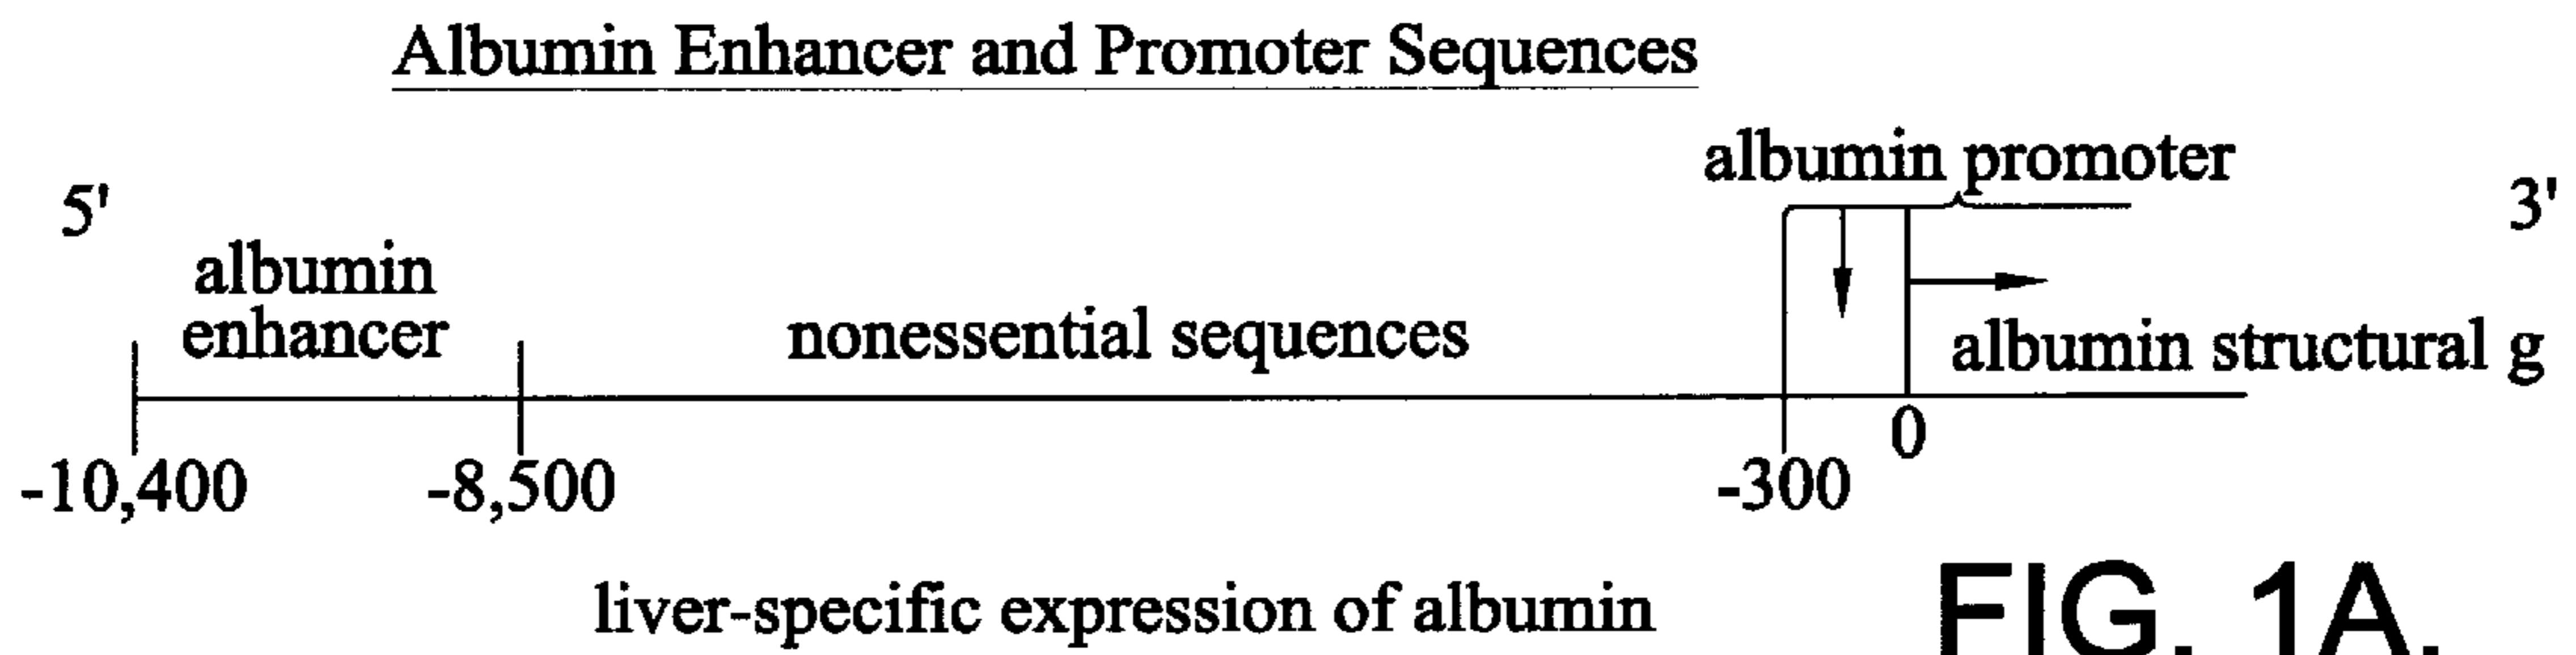 Albumin Enhancer and Promoter Sequences
albumin promoter
5'
3'
albumin
enhancer
nonessential sequences
albumin structural g
-10,400
-8,500
-300
0
liver-specific expression of albumin
FIG. 1A.